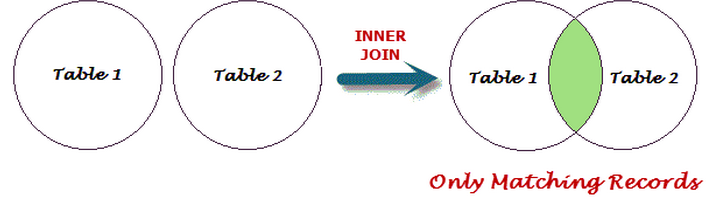 Table 1
Table 2
INNER
JOIN
Table 1
Table 2
Only Matching Records